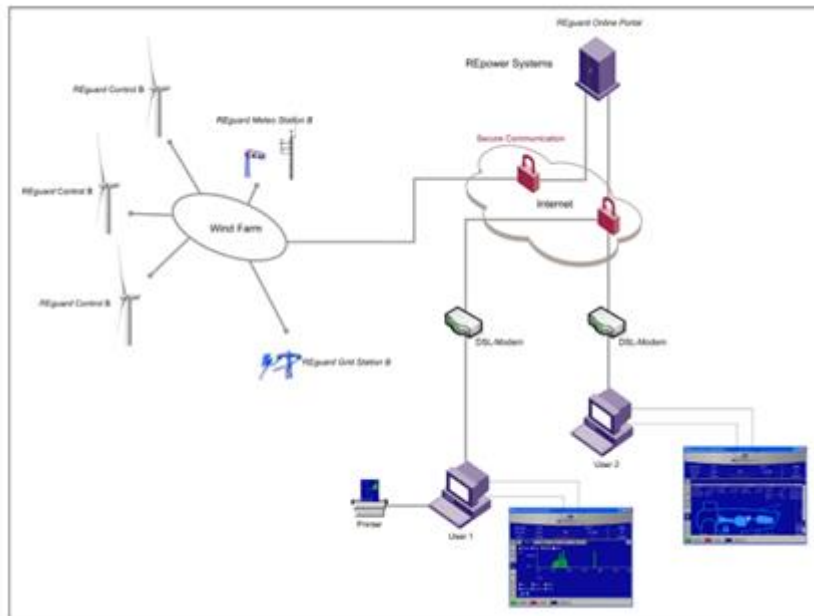 REguard Online Portal
REpower Systems
REguard Control B
REguard Meteo Station B
Secure Communication
REguard Control B
Internet
Wind Farm
REguard Control B
DSL-Modem
DSL-Modem
REguard Grid Station B
User 2
Printer
User 1